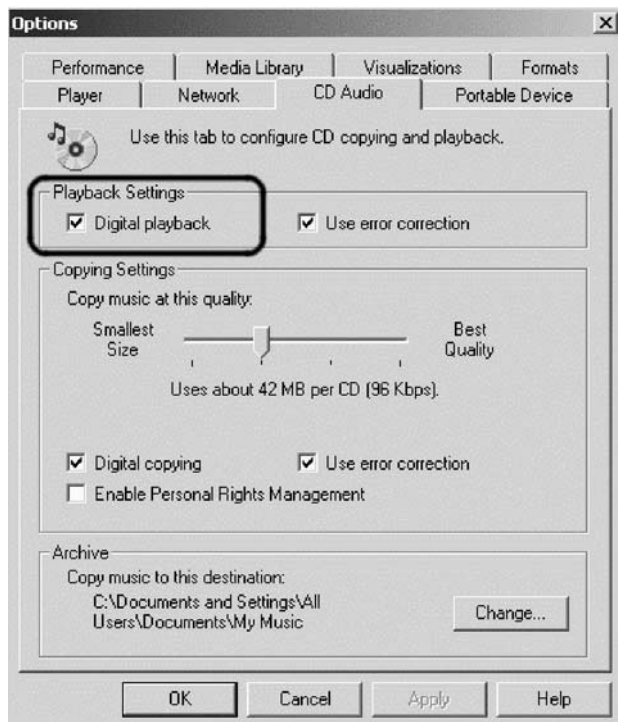 Options
Performance Media Library Visualizations Formats
Player Network CD Audio Portable Device
Use this tab to configure CD copying and playback.
Playback Settings
Digital playback Use error correction
Copying Settings
Copy music at this quality:
Smallest Size Best Quality
Uses about 42 MB per CD (96 Kbps).
Digital copying Use error correction
Enable Personal Rights Management
Archive
Copy music to this destination:
C:\Documents and Settings\All
Users\Documents\My Music
Change...
OK Cancel Apply Help